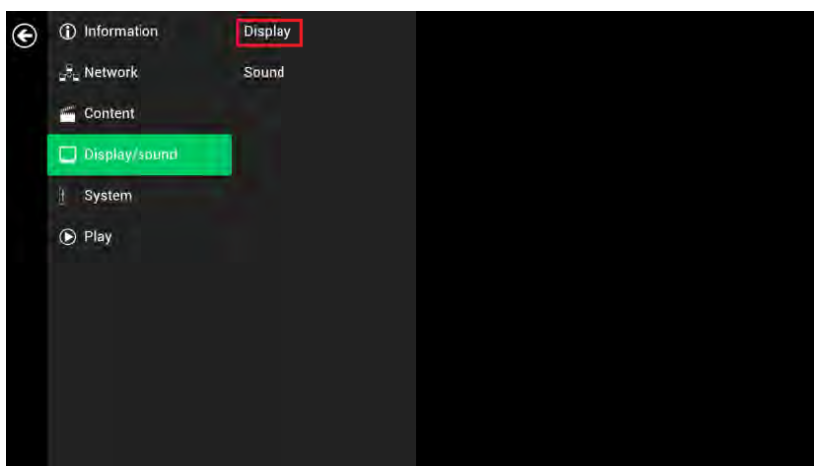 Information
Network
Content
Display/sound
System
Play
Display
Sound